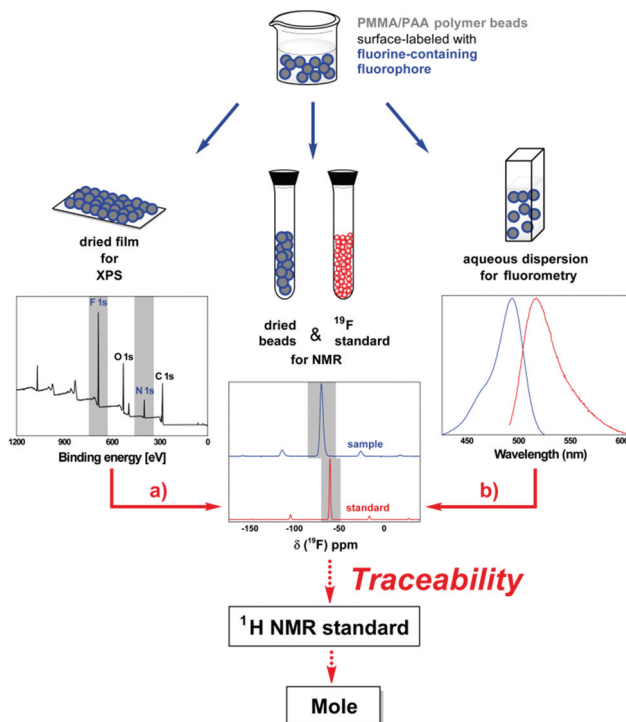 PMMA/PAA polymer beads
surface-labeled with
fluorine-containing
fluorophore
dried film
for
XPS
dried beads & ¹⁹F standard
for NMR
aqueous dispersion
for fluorometry
F 1s
O 1s
N 1s
C 1s
1200 900 600 300 0
Binding energy [eV]
sample
standard
-150 -100 -50 0
δ (¹⁹F) ppm
450 500 550 600
Wavelength (nm)
a)
b)
Traceability
¹H NMR standard
Mole